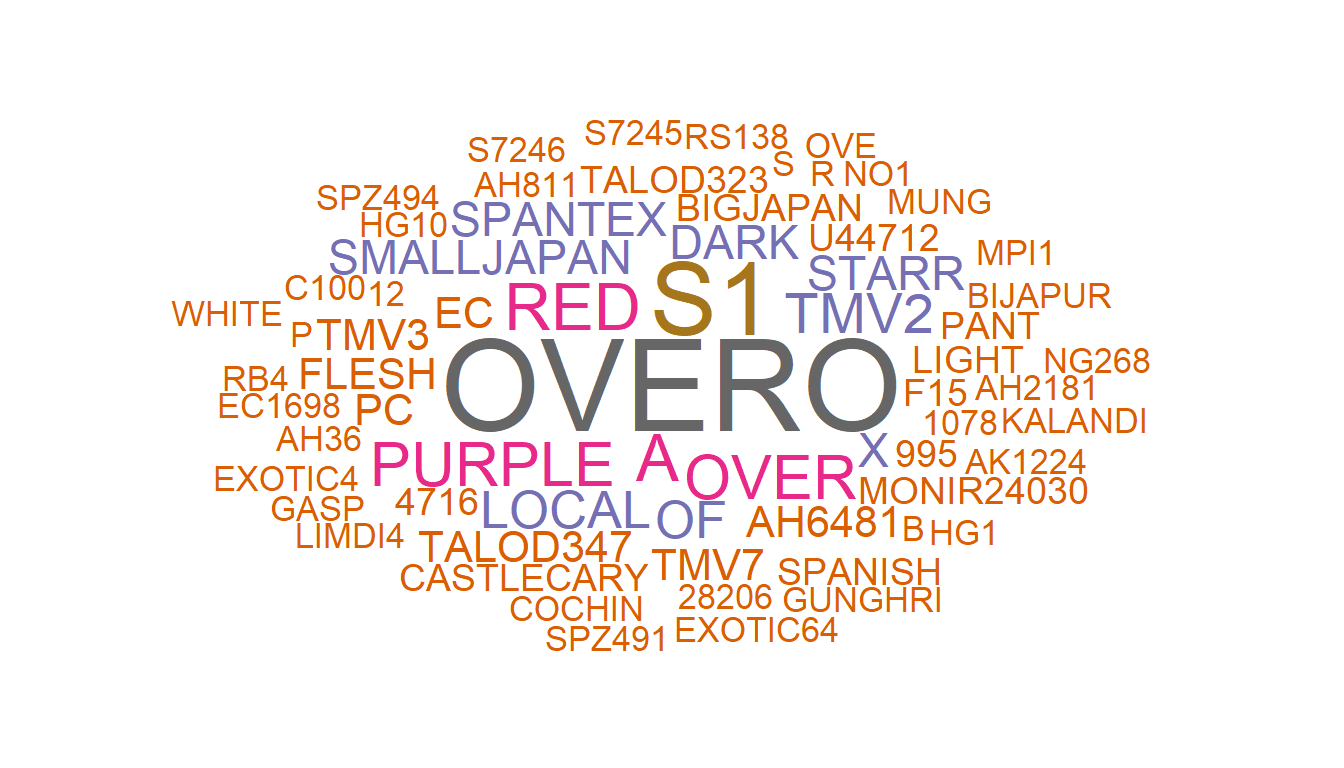 S7245 RS138
S7246 OVE
S R NO1
AH811 TALOD323
SPZ494 BIGJAPAN MUNG
HG10 SPANTEX
DARK U44712
SMALLJAPAN MPI1
STARR
C100 12 BIJAPUR
WHITE EC RED S1 TMV2
P TMV3 PANT
LIGHT NG268
RB4 FLESH OVERO F15 AH2181
EC1698 PC 1078 KALANDI
AH36 X 995
PURPLE A OVER AK1224
EXOTIC4 MONIR24030
GASP 4716 LOCAL OF AH6481 B HG1
LIMDI4
TALOD347 TMV7
CASTLECARY SPANISH
COCHIN 28206 GUNGHRI
SPZ491 EXOTIC64